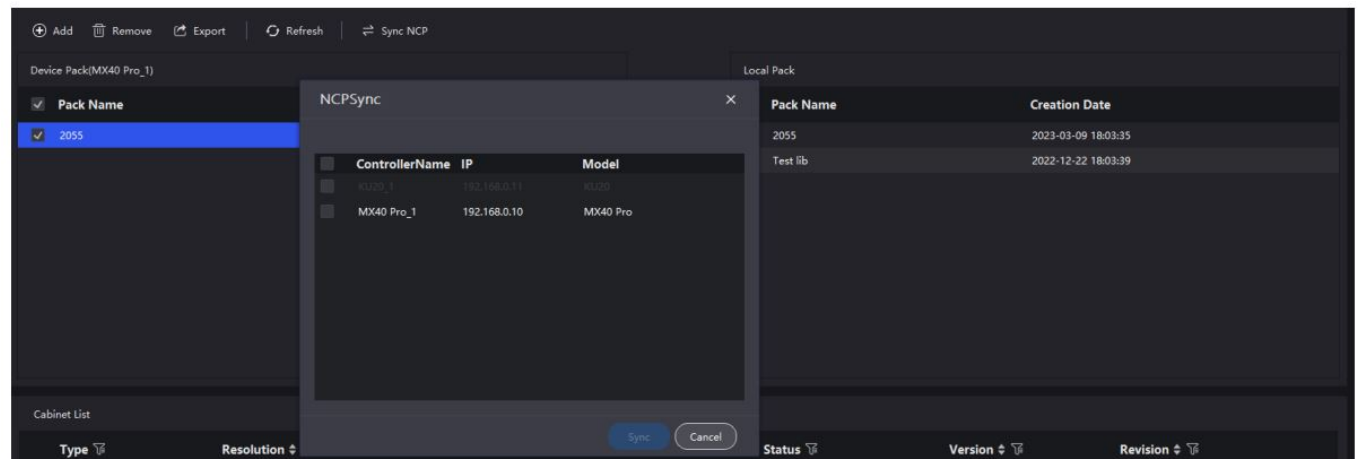 Add Remove Export Refresh Sync NCP
Device Pack(MX40 Pro_1)
Pack Name
2055
NCPSync
ControllerName IP Model
KU20_1 192.168.0.11 KU20
MX40 Pro_1 192.168.0.10 MX40 Pro
Sync Cancel
Local Pack
Pack Name Creation Date
2055 2023-03-09 18:03:35
Test lib 2022-12-22 18:03:39
Cabinet List
Type Resolution Status Version Revision